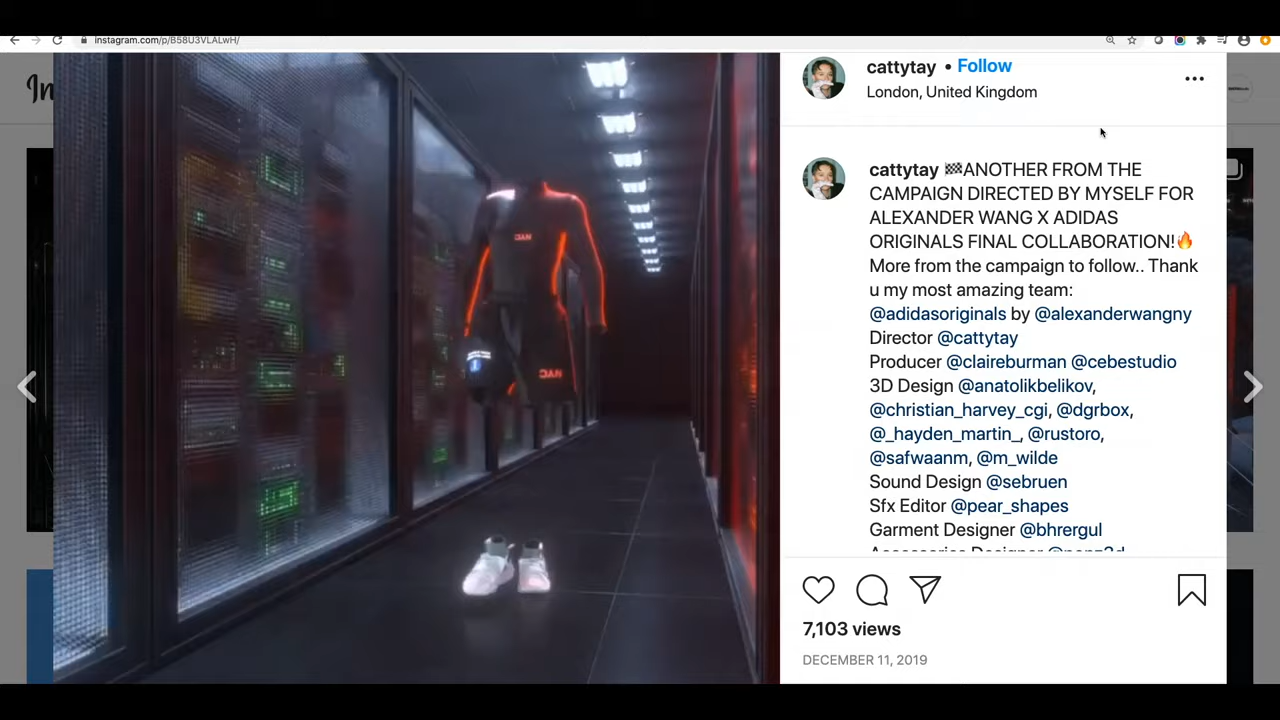 instagram.com/p/B58U3VLALwH/
In
cattytay • Follow
London, United Kingdom
cattytay 🏁ANOTHER FROM THE
CAMPAIGN DIRECTED BY MYSELF FOR
ALEXANDER WANG X ADIDAS
ORIGINALS FINAL COLLABORATION!🔥
More from the campaign to follow.. Thank
u my most amazing team:
@adidasoriginals by @alexanderwangny
Director @cattytay
Producer @claireburman @cebestudio
3D Design @anatolikbelikov,
@christian_harvey_cgi, @dgrbox,
@_hayden_martin_, @rustoro,
@safwaanm, @m_wilde
Sound Design @sebruen
Sfx Editor @pear_shapes
Garment Designer @bhrergul
7,103 views
DECEMBER 11, 2019